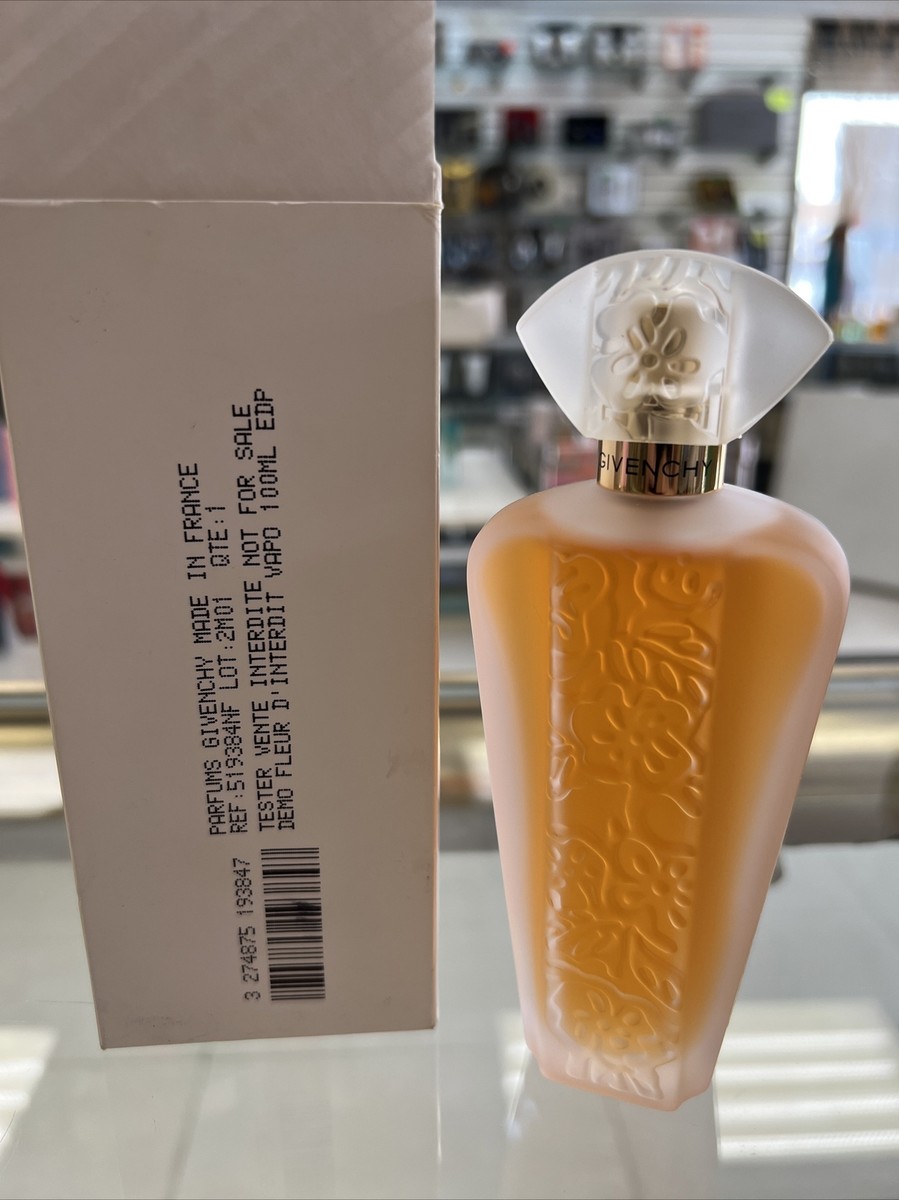 PARFUMS GIVENCHY MADE IN FRANCE
REF:519384NF LOT:2M01 QTE:1
TESTER VENTE INTERDITE NOT FOR SALE
DEMO FLEUR D'INTERDIT VAPO 100ML EDP
3 274875 193847
GIVENCHY